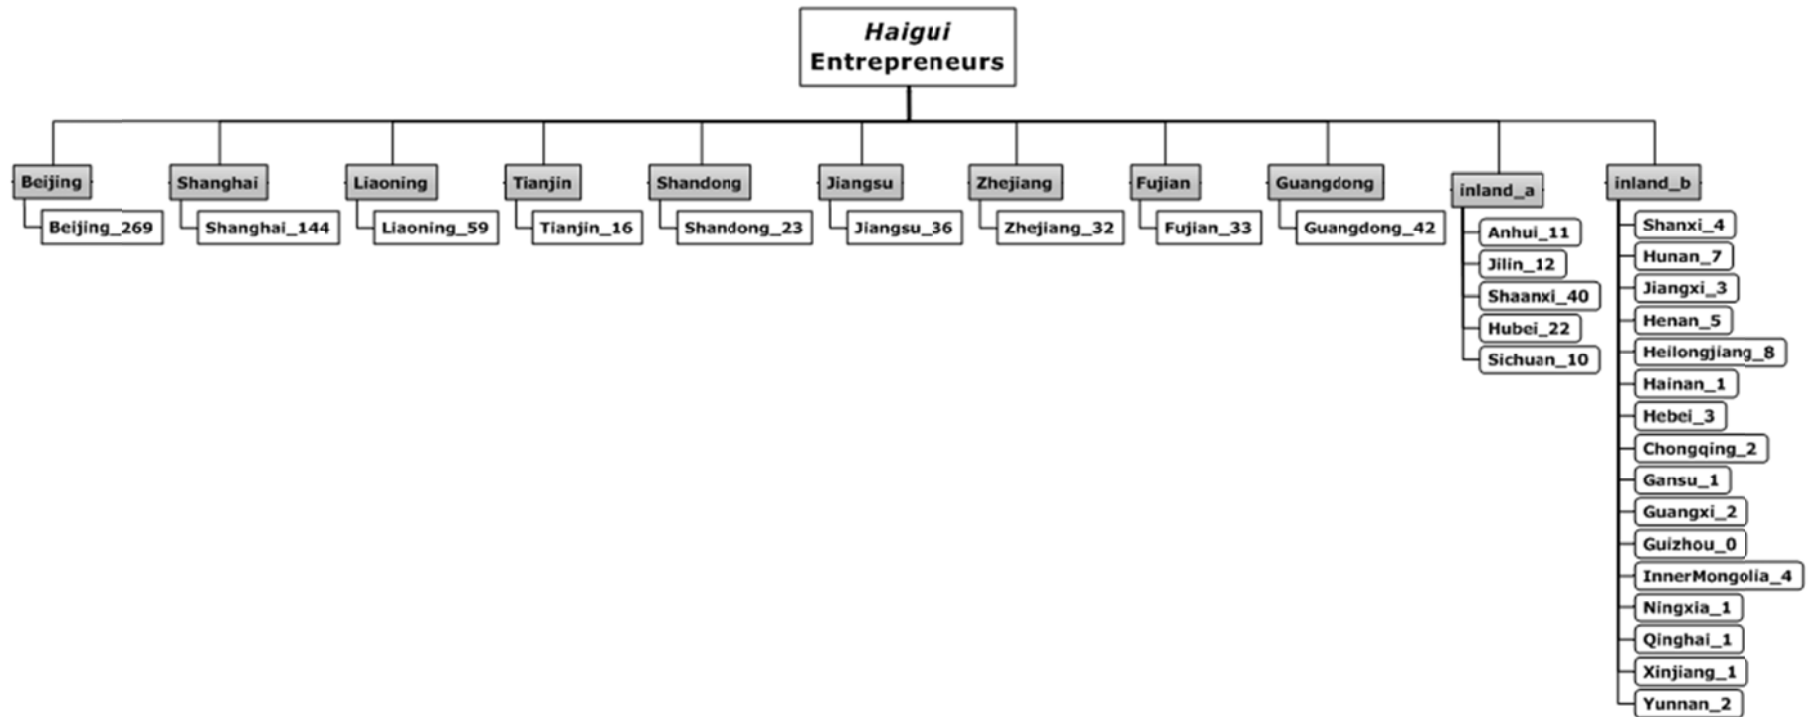 Haigui
Entrepreneurs
Beijing
Shanghai
Liaoning
Tianjin
Shandong
Jiangsu
Zhejiang
Fujian
Guangdong
inland_a
inland_b
Beijing_269
Shanghai_144
Liaoning_59
Tianjin_16
Shandong_23
Jiangsu_36
Zhejiang_32
Fujian_33
Guangdong_42
Anhui_11
Jilin_12
Shaanxi_40
Hubei_22
Sichuan_10
Shanxi_4
Hunan_7
Jiangxi_3
Henan_5
Heilongjiang_8
Hainan_1
Hebei_3
Chongqing_2
Gansu_1
Guangxi_2
Guizhou_0
InnerMongolia_4
Ningxia_1
Qinghai_1
Xinjiang_1
Yunnan_2